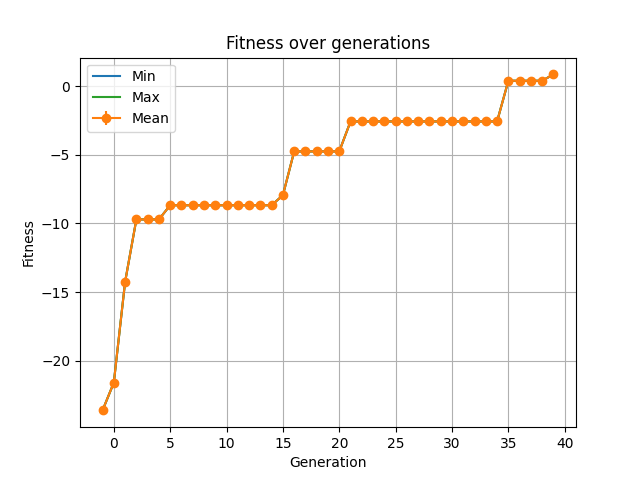 Fitness over generations
Min
Max
Mean
0
−5
−10
−15
−20
Fitness
0 5 10 15 20 25 30 35 40
Generation